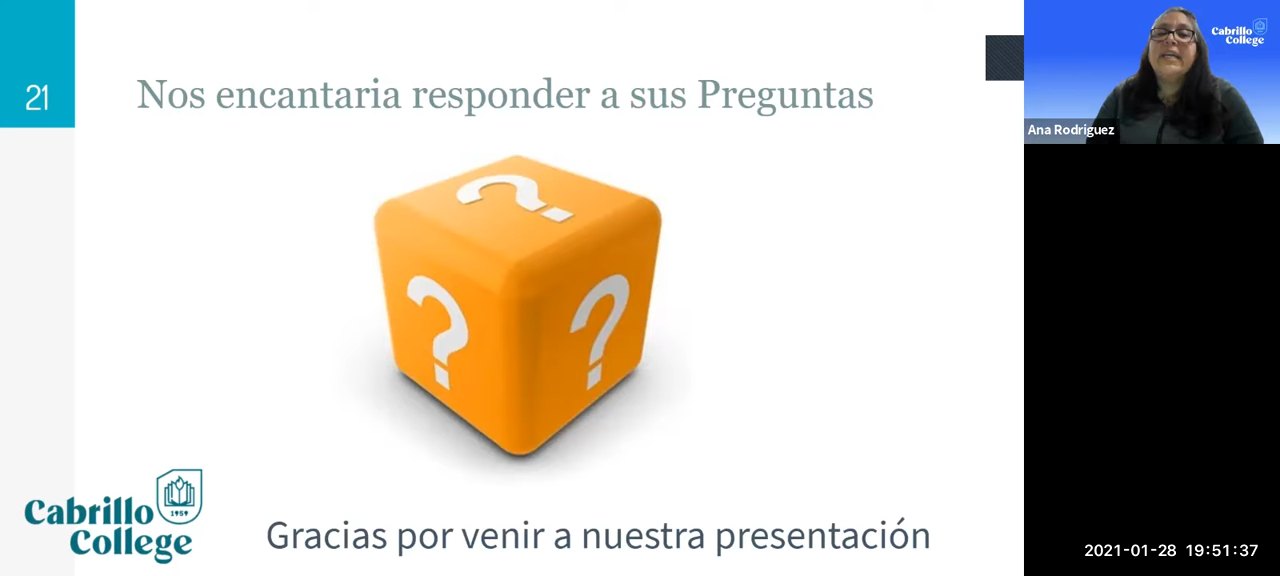 21
Nos encantaria responder a sus Preguntas
?
?
?
Cabrillo
College
1959
Gracias por venir a nuestra presentación
Cabrillo
College
Ana Rodriguez
2021-01-28 19:51:37